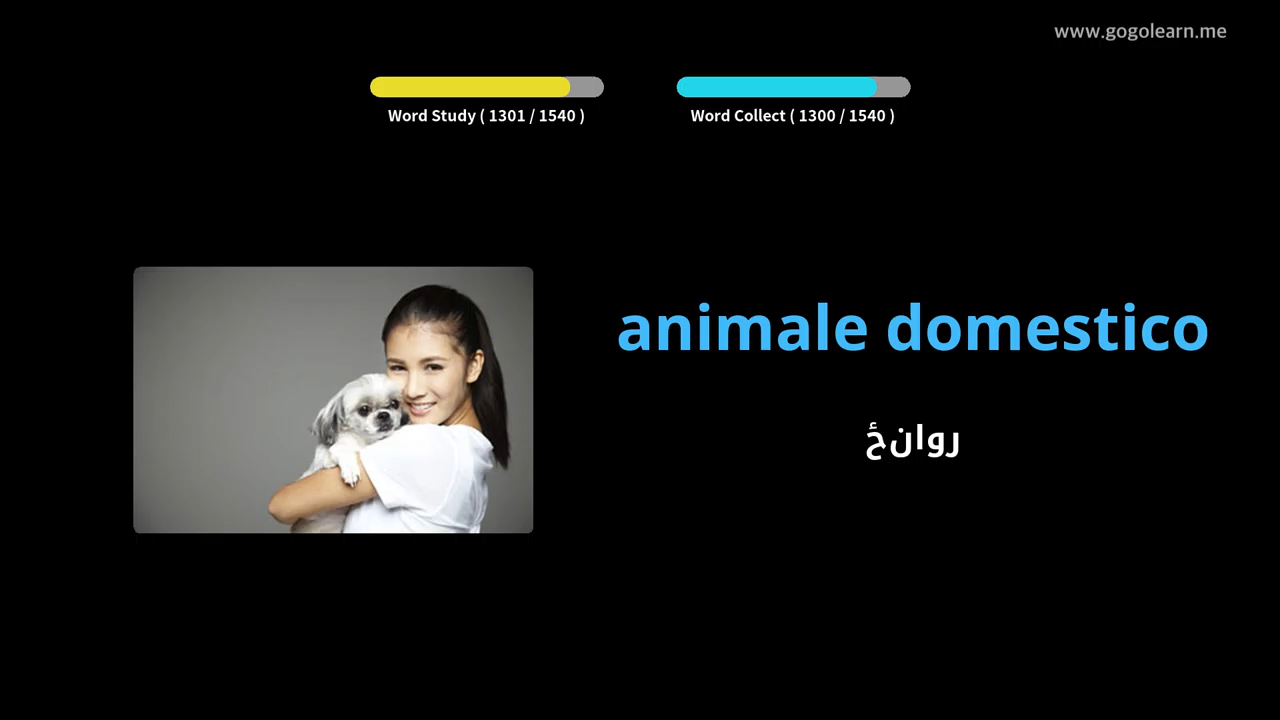 www.gogolearn.me
Word Study ( 1301 / 1540 )
Word Collect ( 1300 / 1540 )
animale domestico
روانځ